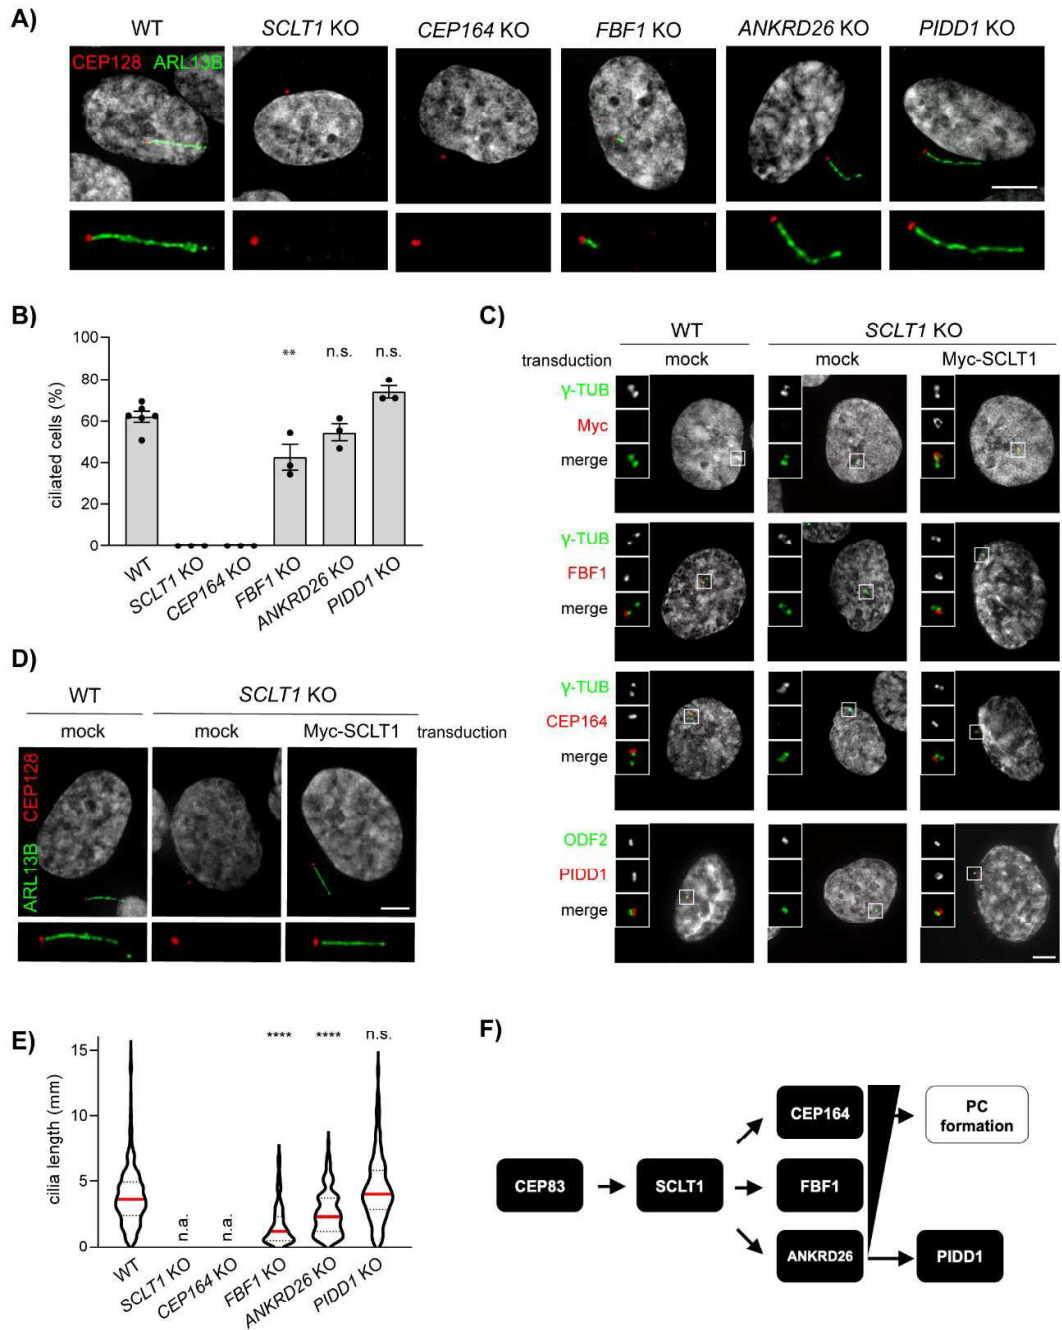 A)
WT SCLT1 KO CEP164 KO FBF1 KO ANKRD26 KO PIDD1 KO
CEP128 ARL13B
B)
ciliated cells (%)
100
80
60
40
20
0
** n.s. n.s.
WT SCLT1 KO CEP164 KO FBF1 KO ANKRD26 KO PIDD1 KO
C)
WT SCLT1 KO
transduction mock mock Myc-SCLT1
γ-TUB
Myc
merge
γ-TUB
FBF1
merge
γ-TUB
CEP164
merge
ODF2
PIDD1
merge
D)
WT SCLT1 KO
mock mock Myc-SCLT1 transduction
ARL13B CEP128
E)
cilia length (mm)
15
10
5
0
n.a. n.a. **** **** n.s.
WT SCLT1 KO CEP164 KO FBF1 KO ANKRD26 KO PIDD1 KO
F)
CEP83
SCLT1
CEP164
FBF1
ANKRD26
PC
formation
PIDD1